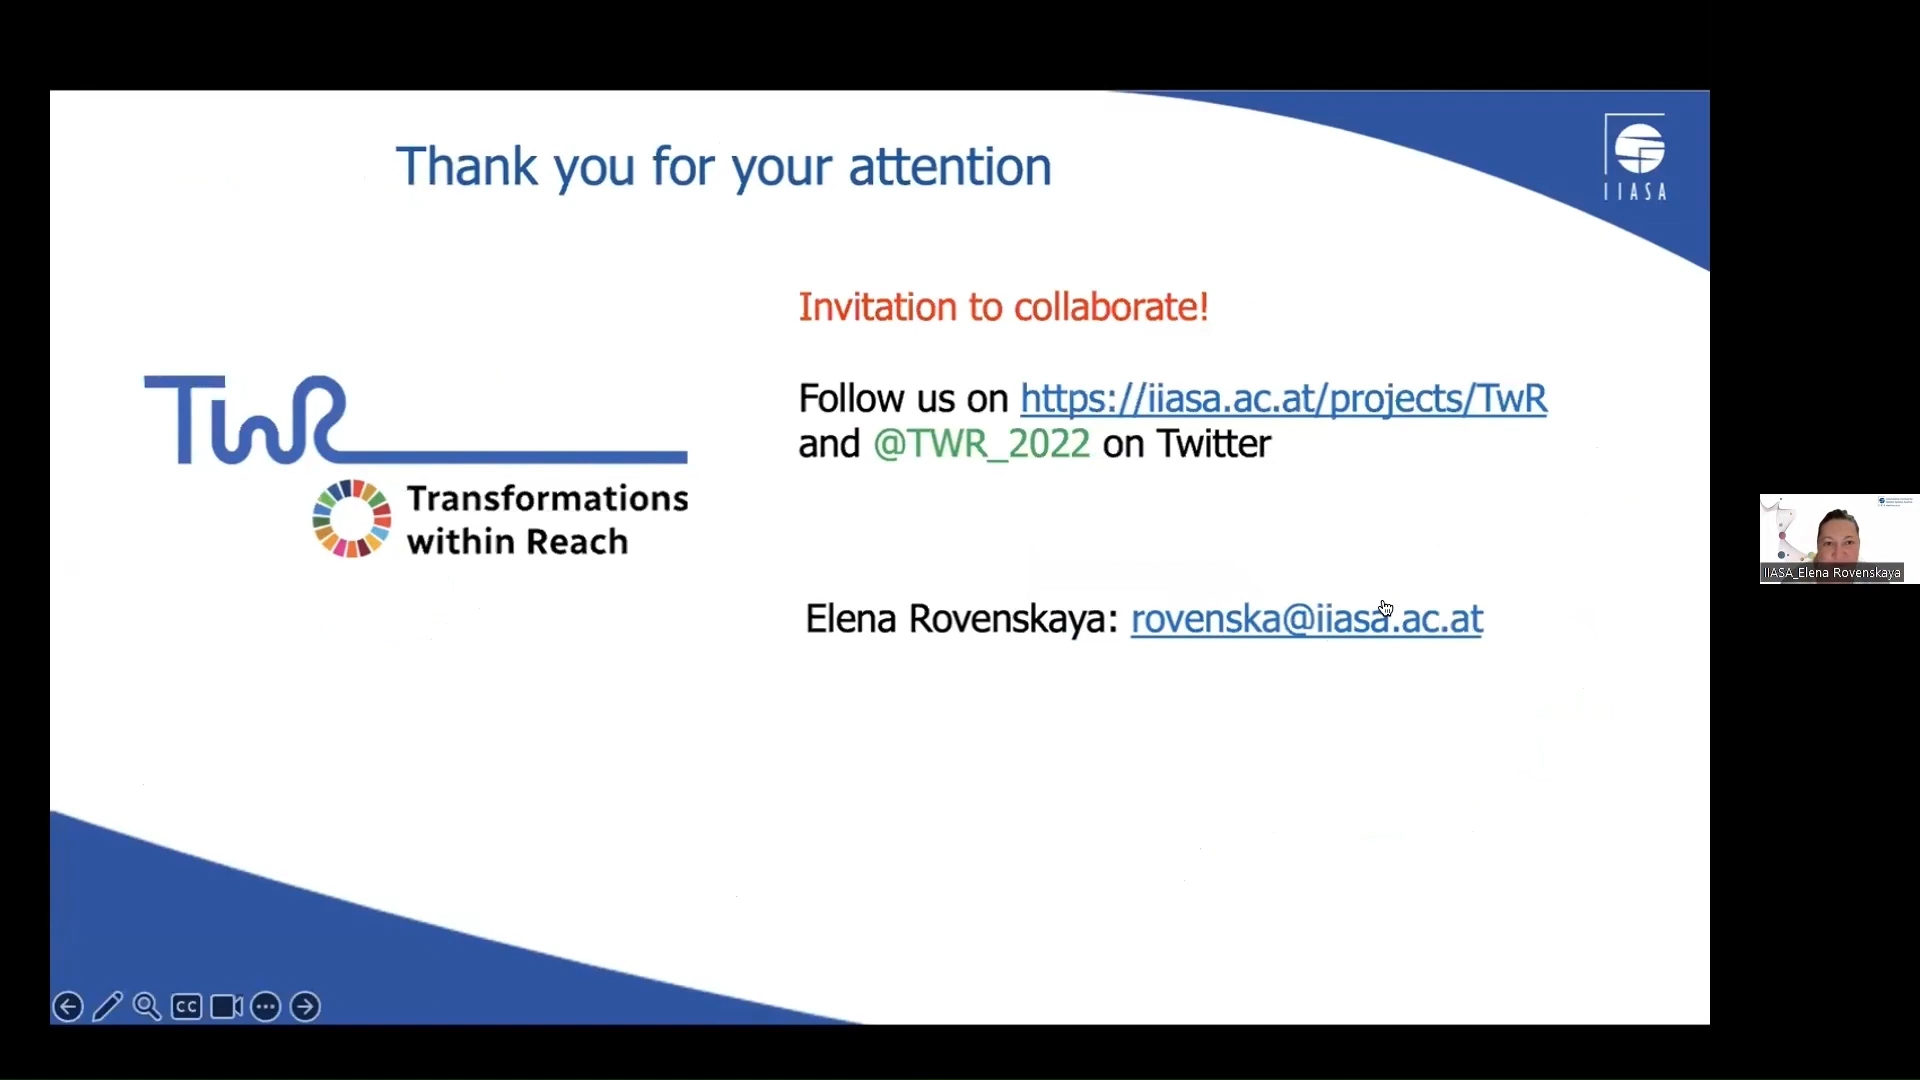 Thank you for your attention
IIASA
Invitation to collaborate!
Follow us on https://iiasa.ac.at/projects/TwR
and @TWR_2022 on Twitter
TwR
Transformations
within Reach
IIASA_Elena Rovenskaya
Elena Rovenskaya: rovenska@iiasa.ac.at
CC